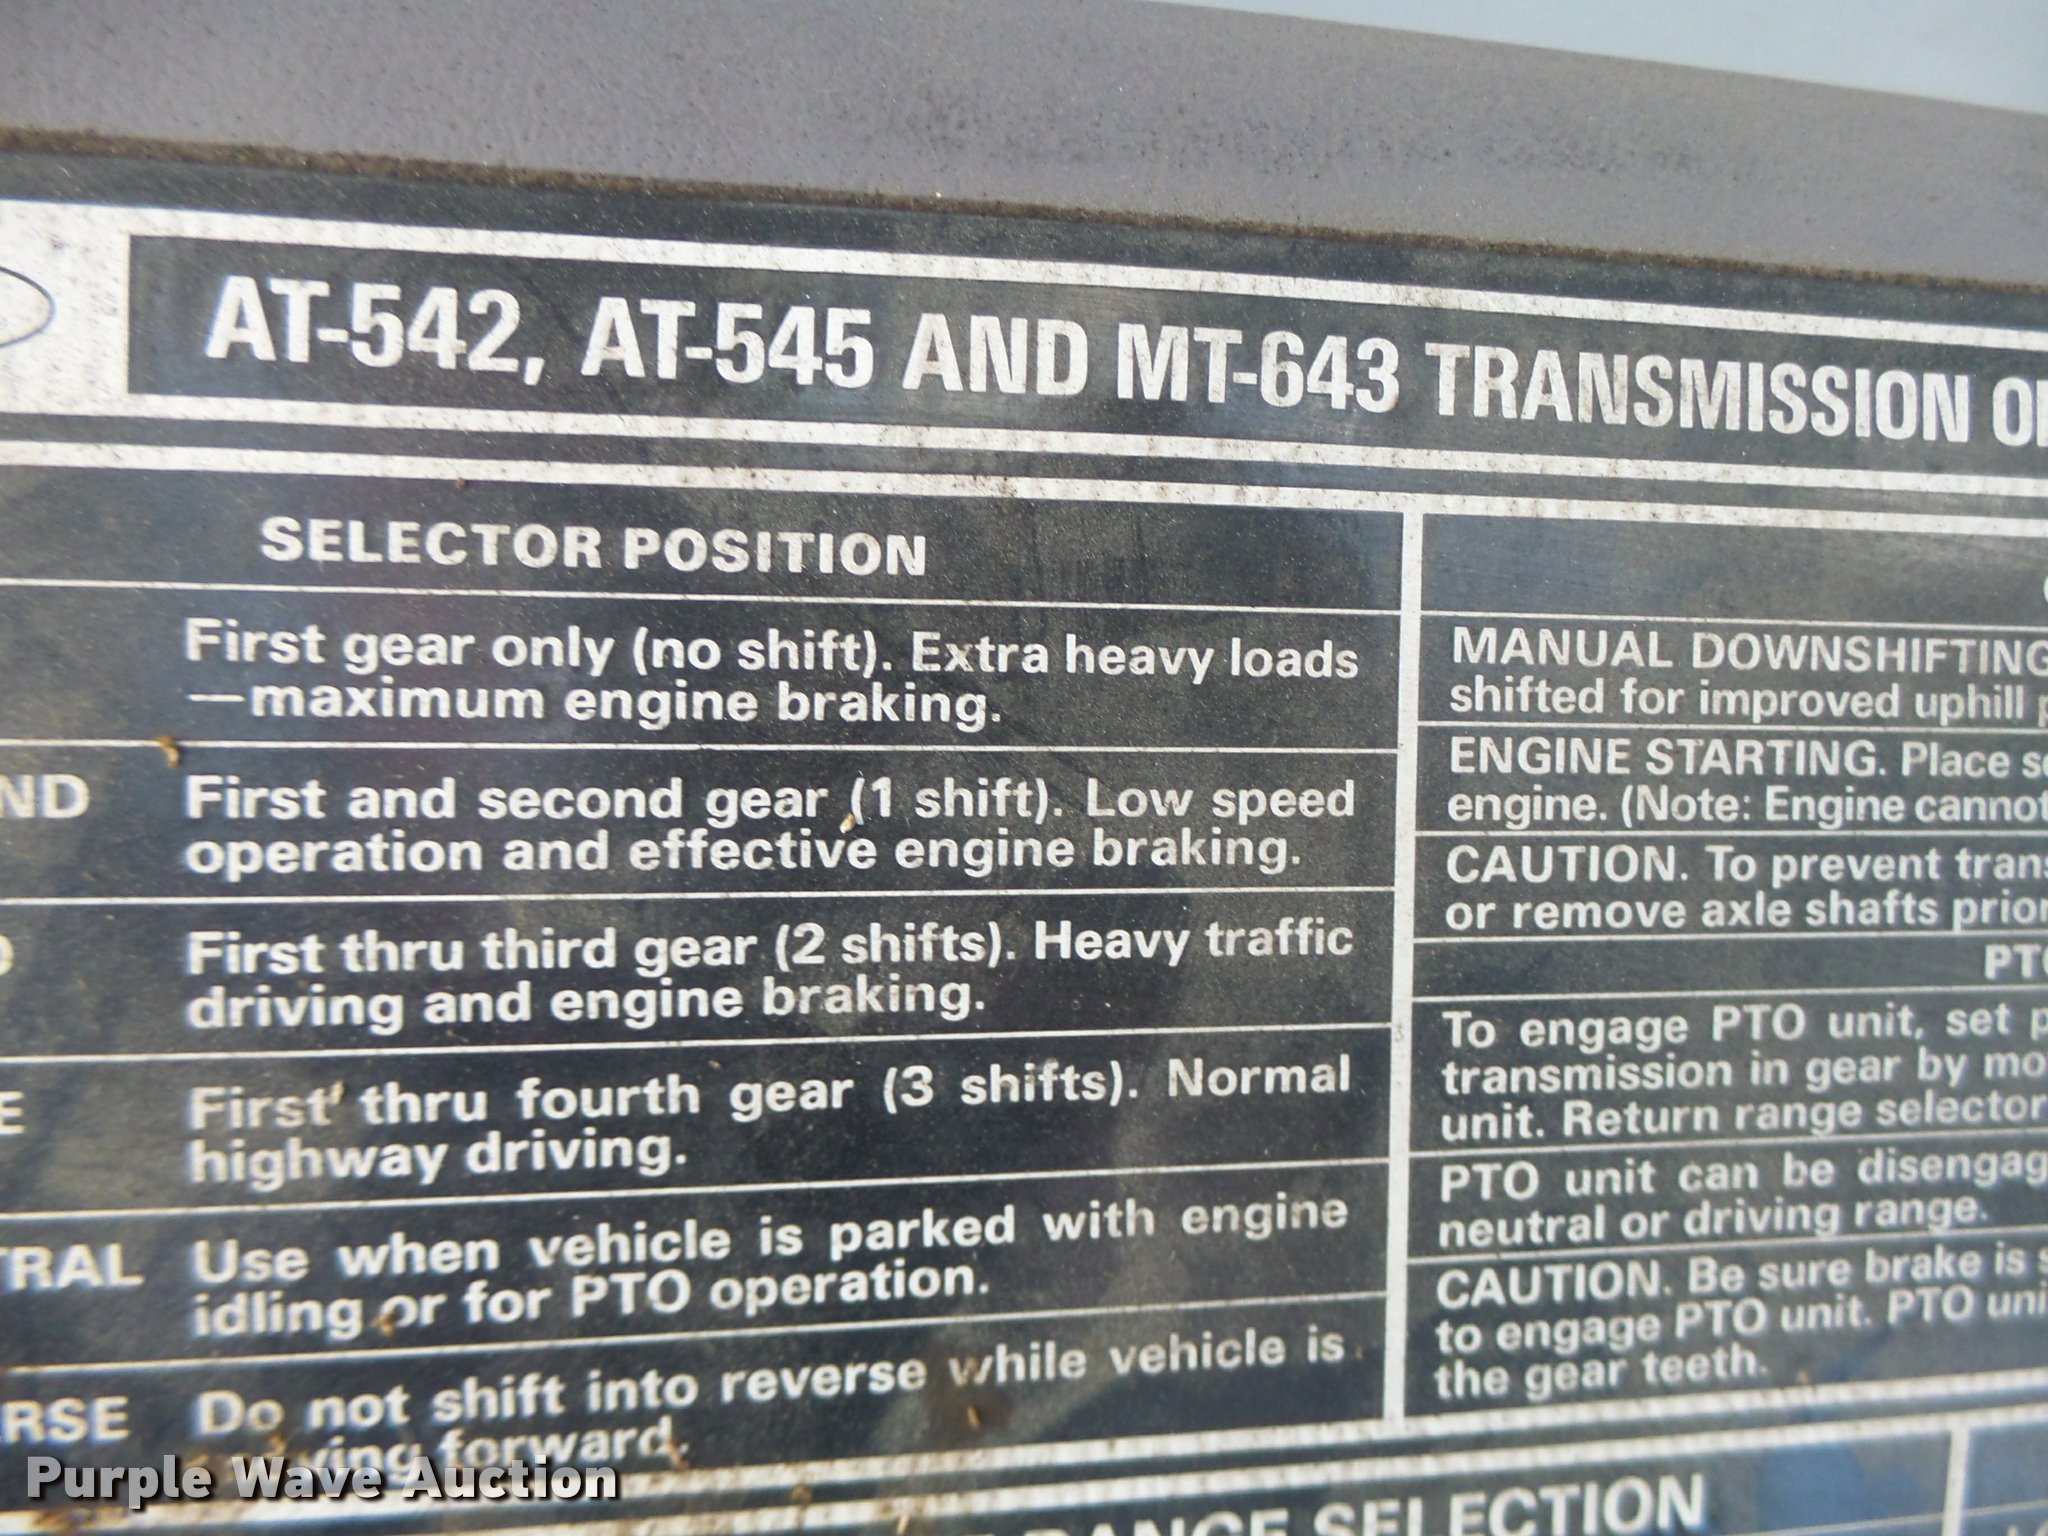 AT-542, AT-545 AND MT-643 TRANSMISSION
SELECTOR POSITION
First gear only (no shift). Extra heavy loads
—maximum engine braking.
ND First and second gear (1 shift). Low speed
operation and effective engine braking.
First thru third gear (2 shifts). Heavy traffic
driving and engine braking.
E First thru fourth gear (3 shifts). Normal
highway driving.
TRAL Use when vehicle is parked with engine
idling or for PTO operation.
ERSE Do not shift into reverse while vehicle is
forward.
MANUAL DOWNSHIFTING
shifted for improved uphill
ENGINE STARTING. Place
engine. (Note: Engine cannot
CAUTION. To prevent trans
or remove axle shafts prior
PTO
To engage PTO unit, set
transmission in gear by mo
unit. Return range selector
PTO unit can be disengag
neutral or driving range.
CAUTION. Be sure brake is s
to engage PTO unit. PTO uni
the gear teeth.
RANGE SELECTION
Purple Wave Auction